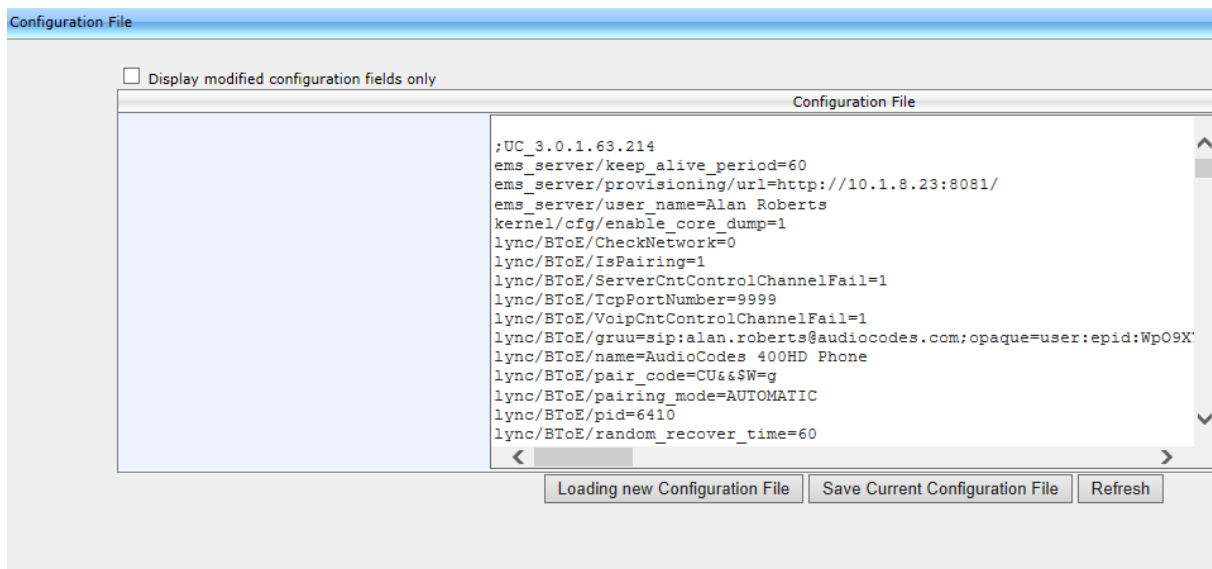 Configuration File
Display modified configuration fields only
Configuration File
;UC_3.0.1.63.214
ems_server/keep_alive_period=60
ems_server/provisioning/url=http://10.1.8.23:8081/
ems_server/user_name=Alan Roberts
kernel/cfg/enable_core_dump=1
lync/BToE/CheckNetwork=0
lync/BToE/IsPairing=1
lync/BToE/ServerCntControlChannelFail=1
lync/BToE/TcpPortNumber=9999
lync/BToE/VoipCntControlChannelFail=1
lync/BToE/gruu=sip:alan.roberts@audiocodes.com;opaque=user:epid:WpO9X
lync/BToE/name=AudioCodes 400HD Phone
lync/BToE/pair_code=CU&&$W=g
lync/BToE/pairing_mode=AUTOMATIC
lync/BToE/pid=6410
lync/BToE/random_recover_time=60
Loading new Configuration File Save Current Configuration File Refresh